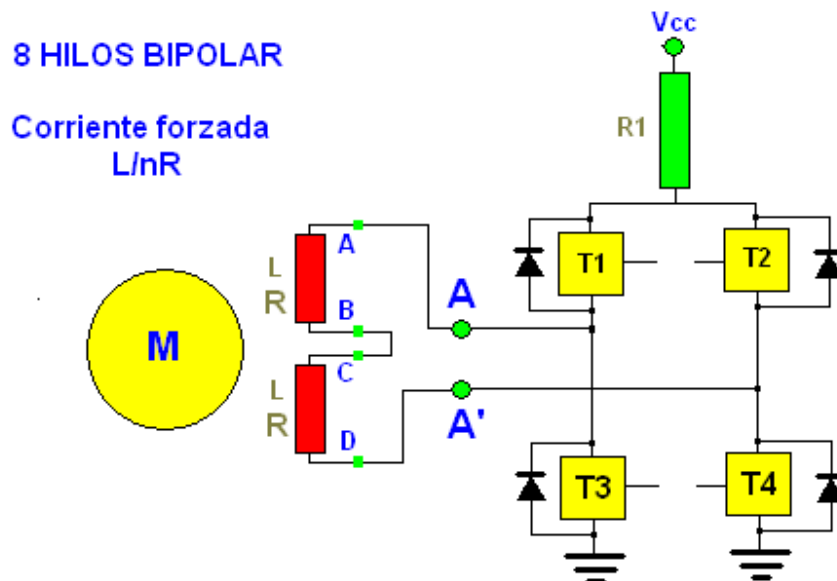 8 HILOS BIPOLAR
Corriente forzada
L/nR
Vcc
R1
T1
T2
L
R
A
B
A
M
L
R
C
D
A'
T3
T4